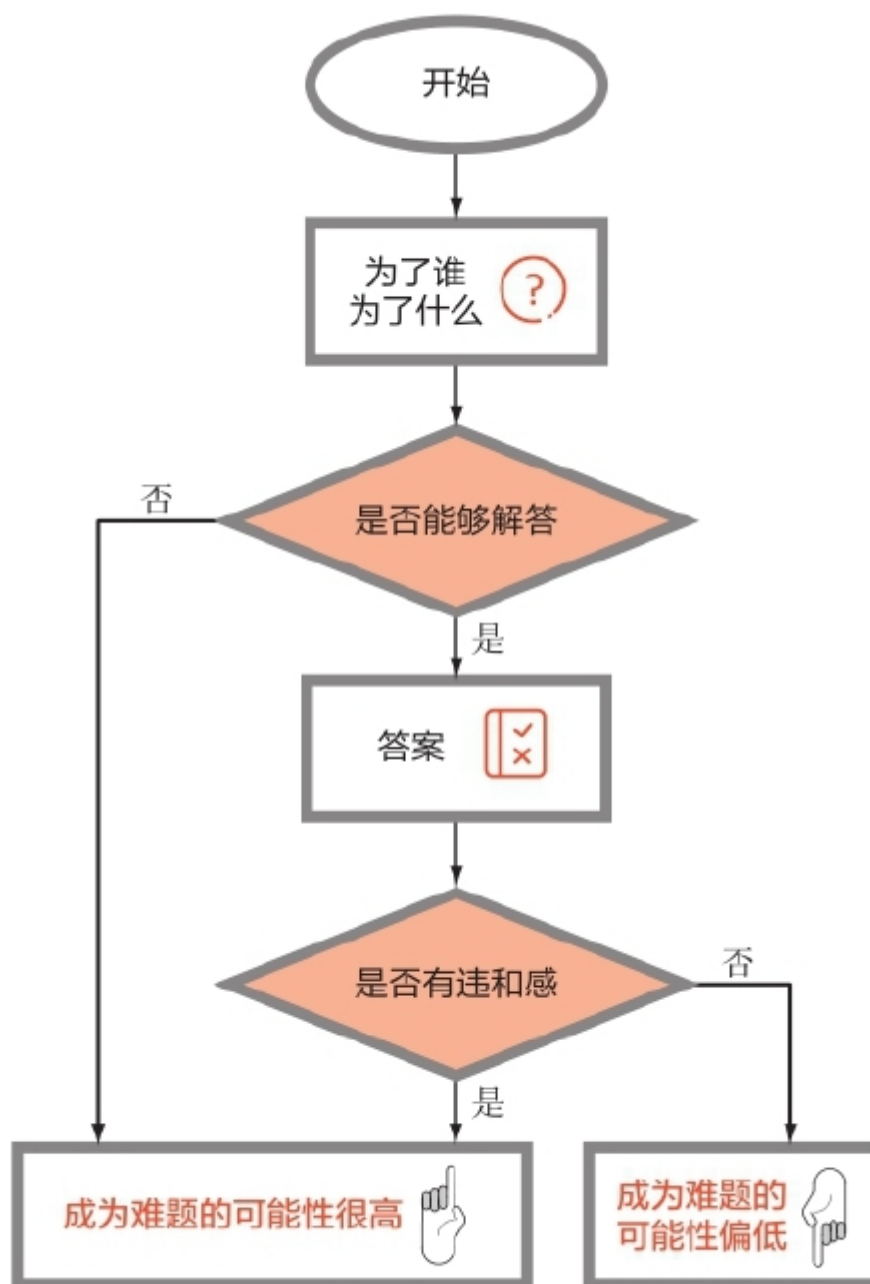 开始
为了谁
为了什么
?
否
是否能够解答
是
答案
是否有违和感
否
是
成为难题的可能性很高
成为难题的
可能性偏低